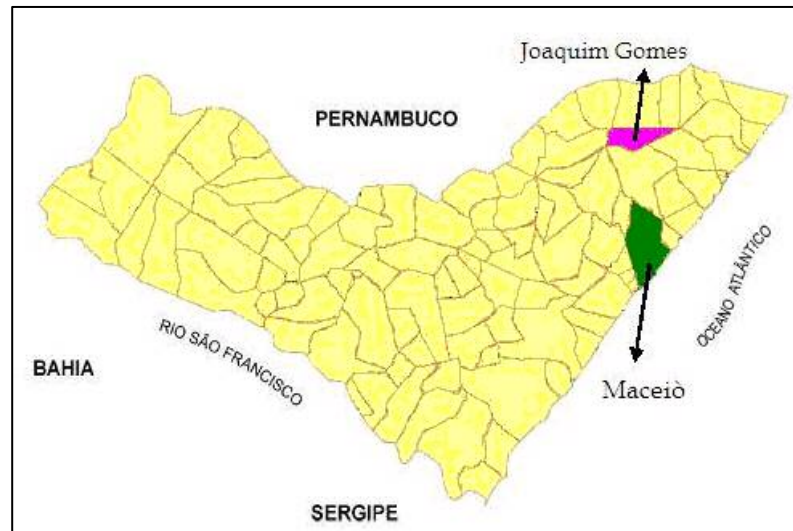 Joaquim Gomes
PERNAMBUCO
OCEANO ATLÂNTICO
RIO SÃO FRANCISCO
BAHIA
Maceiò
SERGIPE